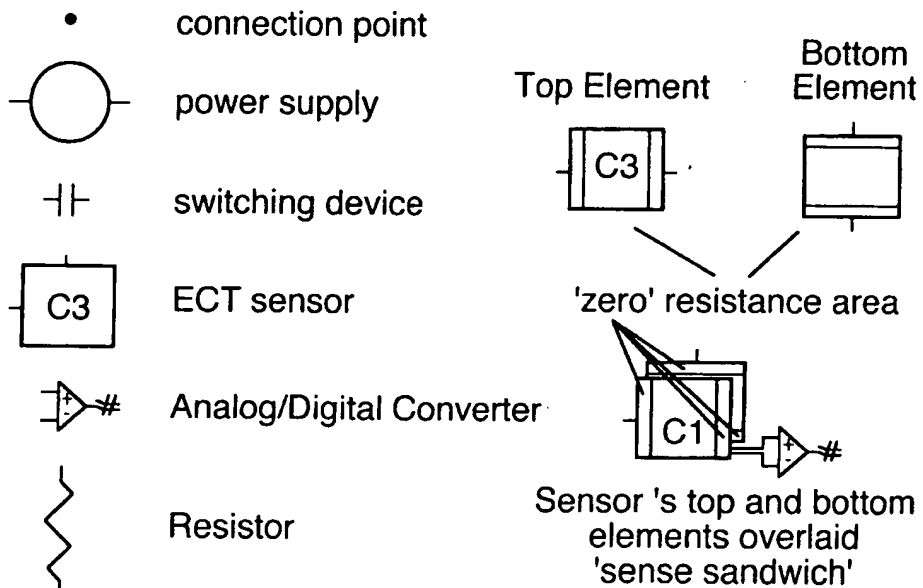 connection point
power supply
switching device
C3
ECT sensor
+
-
#
Analog/Digital Converter
Resistor
Top Element
Bottom
Element
C3
'zero' resistance area
C1
+
-
#
Sensor 's top and bottom
elements overlaid
'sense sandwich'